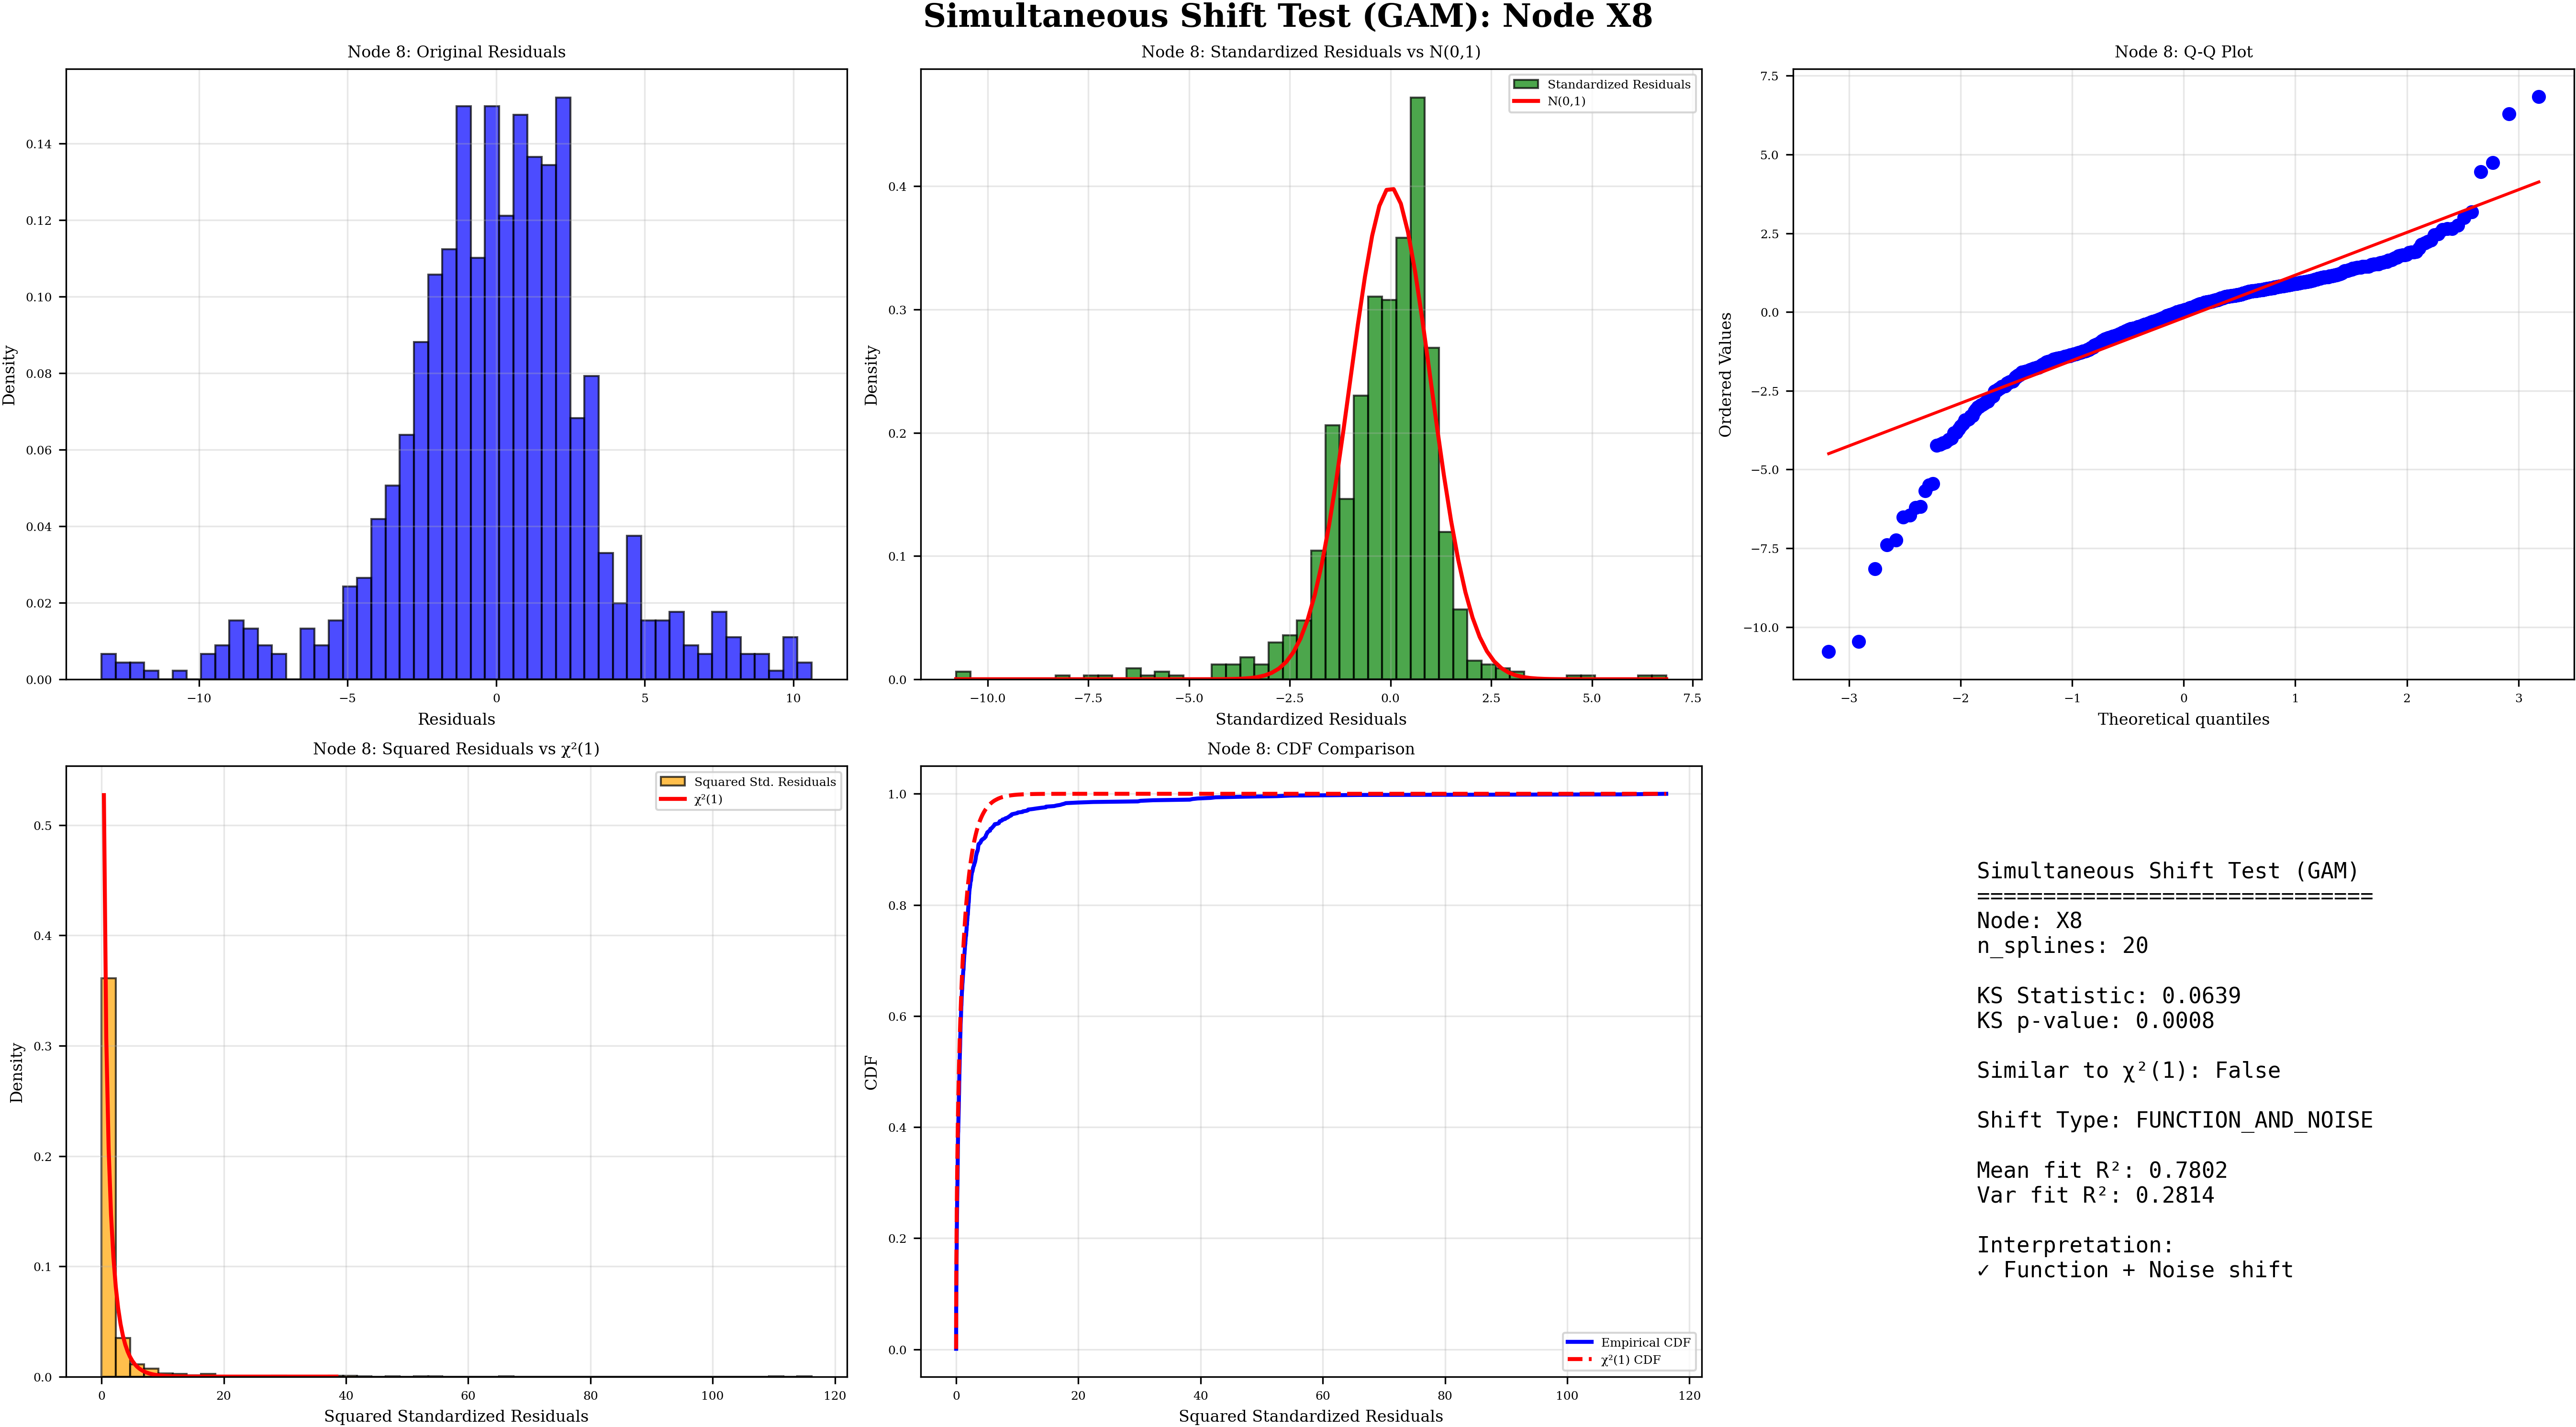 Simultaneous Shift Test (GAM): Node X8
Node 8: Original Residuals
Density
0.00
0.02
0.04
0.06
0.08
0.10
0.12
0.14
−10
−5
0
5
10
Residuals
Node 8: Standardized Residuals vs N(0,1)
Standardized Residuals
N(0,1)
Density
0.0
0.1
0.2
0.3
0.4
−10.0
−7.5
−5.0
−2.5
0.0
2.5
5.0
7.5
Standardized Residuals
Node 8: Q-Q Plot
Ordered Values
7.5
5.0
2.5
0.0
−2.5
−5.0
−7.5
−10.0
−3
−2
−1
0
1
2
3
Theoretical quantiles
Node 8: Squared Residuals vs χ²(1)
Squared Std. Residuals
χ²(1)
Density
0.0
0.1
0.2
0.3
0.4
0.5
0
20
40
60
80
100
120
Squared Standardized Residuals
Node 8: CDF Comparison
Empirical CDF
χ²(1) CDF
CDF
0.0
0.2
0.4
0.6
0.8
1.0
0
20
40
60
80
100
120
Squared Standardized Residuals
Simultaneous Shift Test (GAM)
==============================
Node: X8
n_splines: 20
KS Statistic: 0.0639
KS p-value: 0.0008
Similar to χ²(1): False
Shift Type: FUNCTION_AND_NOISE
Mean fit R²: 0.7802
Var fit R²: 0.2814
Interpretation:
✓ Function + Noise shift